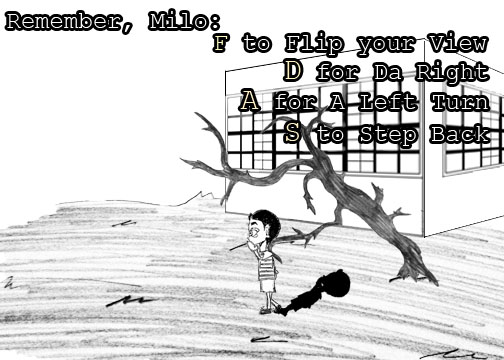 Remember, Milo:
F to Flip your View
D for Da Right
A for A Left Turn
S to Step Back